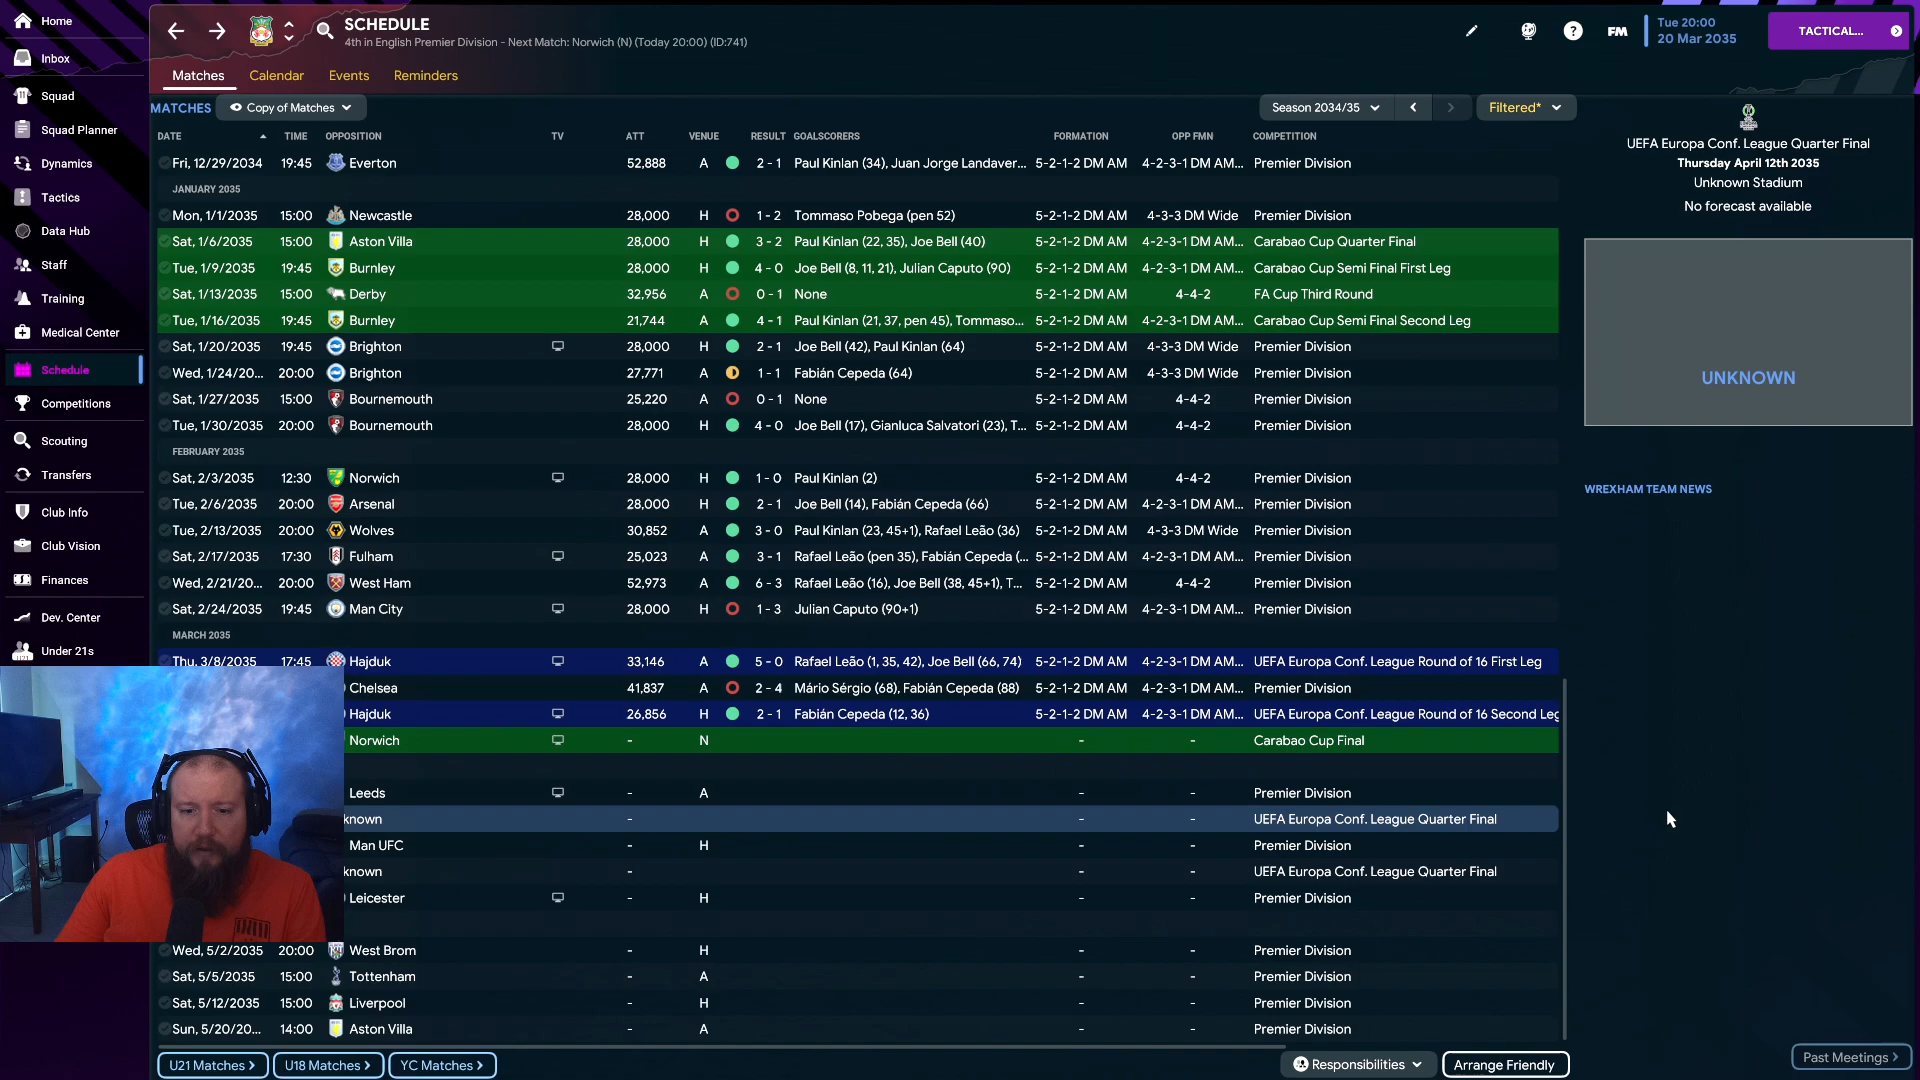 Home
SCHEDULE
4th in English Premier Division - Next Match: Norwich (N) (Today 20:00) (ID:741)
FM
Tue 20:00
20 Mar 2035
TACTICAL...
Inbox
Matches Calendar Events Reminders
Squad
MATCHES Copy of Matches Season 2034/35 Filtered*
Squad Planner
DATE TIME OPPOSITION TV ATT VENUE RESULT GOALSCORERS FORMATION OPP FMN COMPETITION
Dynamics
Fri, 12/29/2034 19:45 Everton 52,888 A 2 - 1 Paul Kinlan (34), Juan Jorge Landaver... 5-2-1-2 DM AM 4-2-3-1 DM AM... Premier Division
JANUARY 2035
Tactics
Mon, 1/1/2035 15:00 Newcastle 28,000 H 1 - 2 Tommaso Pobega (pen 52) 5-2-1-2 DM AM 4-3-3 DM Wide Premier Division
Data Hub
Sat, 1/6/2035 15:00 Aston Villa 28,000 H 3 - 2 Paul Kinlan (22, 35), Joe Bell (40) 5-2-1-2 DM AM 4-2-3-1 DM AM... Carabao Cup Quarter Final
Staff
Tue, 1/9/2035 19:45 Burnley 28,000 H 4 - 0 Joe Bell (8, 11, 21), Julian Caputo (90) 5-2-1-2 DM AM 4-2-3-1 DM AM... Carabao Cup Semi Final First Leg
Training
Sat, 1/13/2035 15:00 Derby 32,956 A 0 - 1 None 5-2-1-2 DM AM 4-4-2 FA Cup Third Round
Medical Center
Tue, 1/16/2035 19:45 Burnley 21,744 A 4 - 1 Paul Kinlan (21, 37, pen 45), Tommaso... 5-2-1-2 DM AM 4-2-3-1 DM AM... Carabao Cup Semi Final Second Leg
Sat, 1/20/2035 19:45 Brighton 28,000 H 2 - 1 Joe Bell (42), Paul Kinlan (64) 5-2-1-2 DM AM 4-3-3 DM Wide Premier Division
Schedule
Wed, 1/24/20... 20:00 Brighton 27,771 A 1 - 1 Fabián Cepeda (64) 5-2-1-2 DM AM 4-3-3 DM Wide Premier Division
Competitions
Sat, 1/27/2035 15:00 Bournemouth 25,220 A 0 - 1 None 5-2-1-2 DM AM 4-4-2 Premier Division
Tue, 1/30/2035 20:00 Bournemouth 28,000 H 4 - 0 Joe Bell (17), Gianluca Salvatori (23), T... 5-2-1-2 DM AM 4-4-2 Premier Division
Scouting
FEBRUARY 2035
Transfers
Sat, 2/3/2035 12:30 Norwich 28,000 H 1 - 0 Paul Kinlan (2) 5-2-1-2 DM AM 4-4-2 Premier Division
Club Info
Tue, 2/6/2035 20:00 Arsenal 28,000 H 2 - 1 Joe Bell (14), Fabián Cepeda (66) 5-2-1-2 DM AM 4-2-3-1 DM AM... Premier Division
Tue, 2/13/2035 20:00 Wolves 30,852 A 3 - 0 Paul Kinlan (23, 45+1), Rafael Leão (36) 5-2-1-2 DM AM 4-3-3 DM Wide Premier Division
Club Vision
Sat, 2/17/2035 17:30 Fulham 25,023 A 3 - 1 Rafael Leão (pen 35), Fabián Cepeda (... 5-2-1-2 DM AM 4-2-3-1 DM AM... Premier Division
Finances
Wed, 2/21/20... 20:00 West Ham 52,973 A 6 - 3 Rafael Leão (16), Joe Bell (38, 45+1), T... 5-2-1-2 DM AM 4-4-2 Premier Division
Dev. Center
Sat, 2/24/2035 19:45 Man City 28,000 H 1 - 3 Julian Caputo (90+1) 5-2-1-2 DM AM 4-2-3-1 DM AM... Premier Division
MARCH 2035
Under 21s
Thu, 3/8/2035 17:45 Hajduk 33,146 A 5 - 0 Rafael Leão (1, 35, 42), Joe Bell (66, 74) 5-2-1-2 DM AM 4-2-3-1 DM AM... UEFA Europa Conf. League Round of 16 First Leg
Chelsea 41,837 A 2 - 4 Mário Sérgio (68), Fabián Cepeda (88) 5-2-1-2 DM AM 4-2-3-1 DM AM... Premier Division
Hajduk 26,856 H 2 - 1 Fabián Cepeda (12, 36) 5-2-1-2 DM AM 4-2-3-1 DM AM... UEFA Europa Conf. League Round of 16 Second Leg
Norwich - N - - Carabao Cup Final
Leeds - A - - Premier Division
known - - - UEFA Europa Conf. League Quarter Final
Man UFC - H - - Premier Division
known - - - UEFA Europa Conf. League Quarter Final
Leicester - H - - Premier Division
Wed, 5/2/2035 20:00 West Brom - H - - Premier Division
Sat, 5/5/2035 15:00 Tottenham - A - - Premier Division
Sat, 5/12/2035 15:00 Liverpool - H - - Premier Division
Sun, 5/20/20... 14:00 Aston Villa - A - - Premier Division
U21 Matches > U18 Matches > YC Matches > Responsibilities Arrange Friendly
UEFA Europa Conf. League Quarter Final
Thursday April 12th 2035
Unknown Stadium
No forecast available
UNKNOWN
WREXHAM TEAM NEWS
Past Meetings >